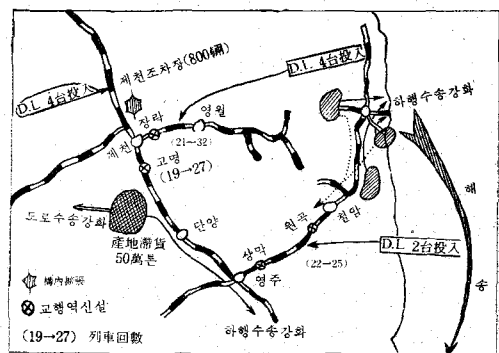 제천조차장(800輛)
D.L 4台投入
D.L 4台投入
장락
영월
(21~32)
제천
고명
(19→27)
하행수송강화
해
송
도로수송강화
産地滯貨
50萬톤
단양
철암
D.L 2台投入
상막
영주
(22~25)
하행수송강화
構内拡張
교행역신설
(19→27) 列車回數